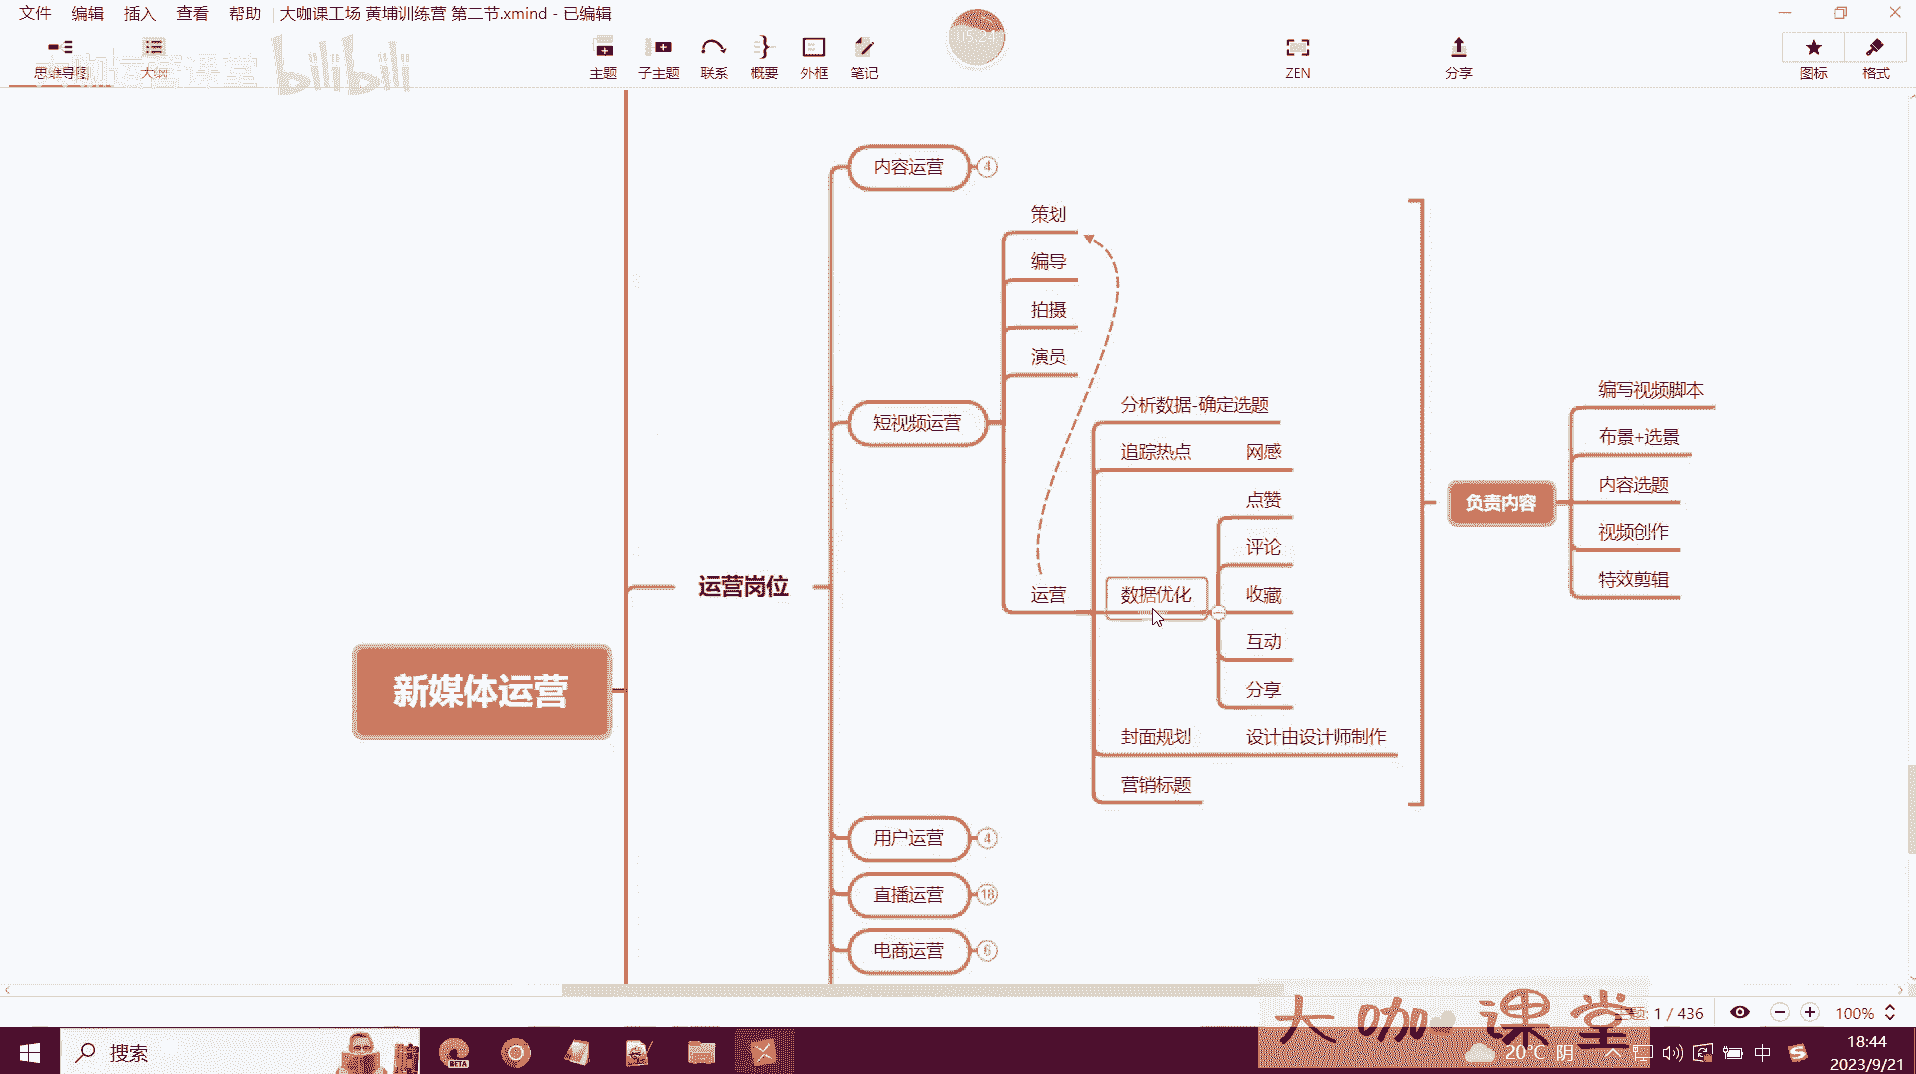 文件 编辑 插入 查看 帮助 大咖课工场 黄埔训练营 第二节.xmind - 已编辑
思维导图 大纲 主题 子主题 联系 概要 外框 笔记 ZEN 分享 图标 格式
大咖运营课堂 bilibili
内容运营 4
策划
编导
拍摄
演员
短视频运营
分析数据-确定选题
追踪热点 网感
点赞
评论
运营 数据优化 收藏
互动
分享
封面规划 设计由设计师制作
营销标题
负责内容
编写视频脚本
布景+选景
内容选题
视频创作
特效剪辑
运营岗位
新媒体运营
用户运营 4
直播运营 18
电商运营 6
大咖课堂
1 / 436 100%
搜索
BETA
20°C 阴 中
18:44
2023/9/21